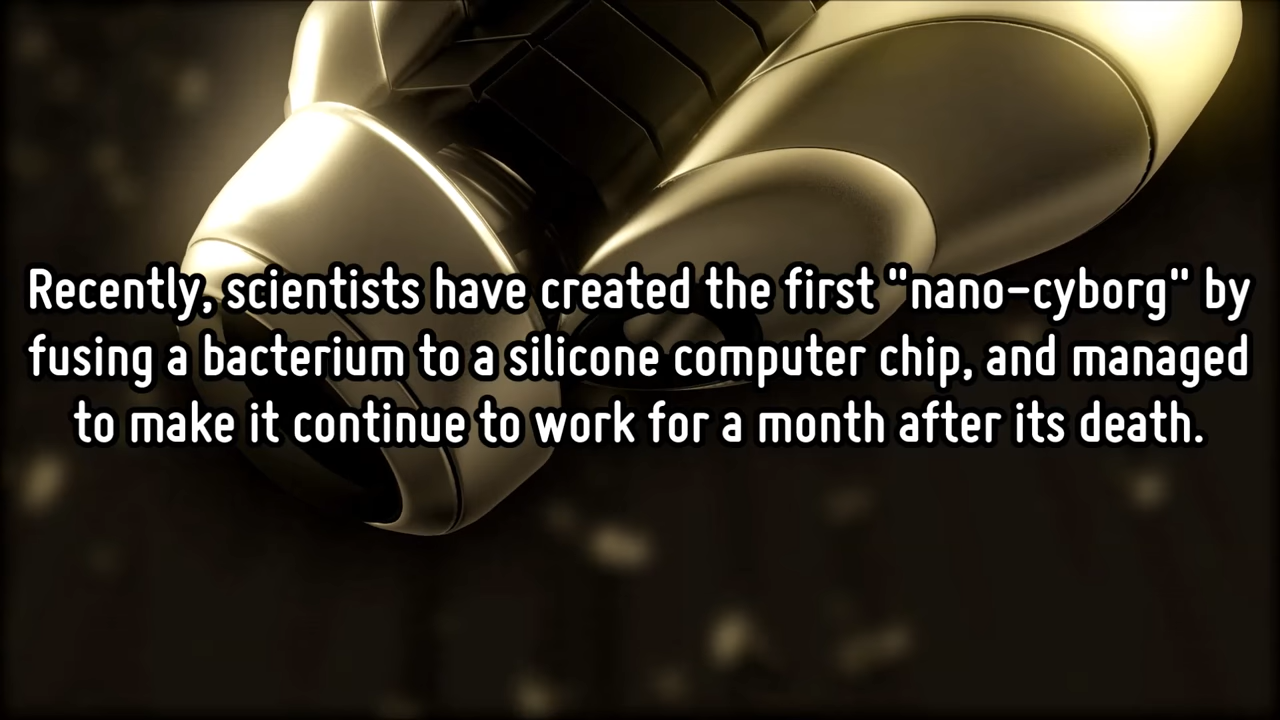 Recently, scientists have created the first "nano-cyborg" by
fusing a bacterium to a silicone computer chip, and managed
to make it continue to work for a month after its death.